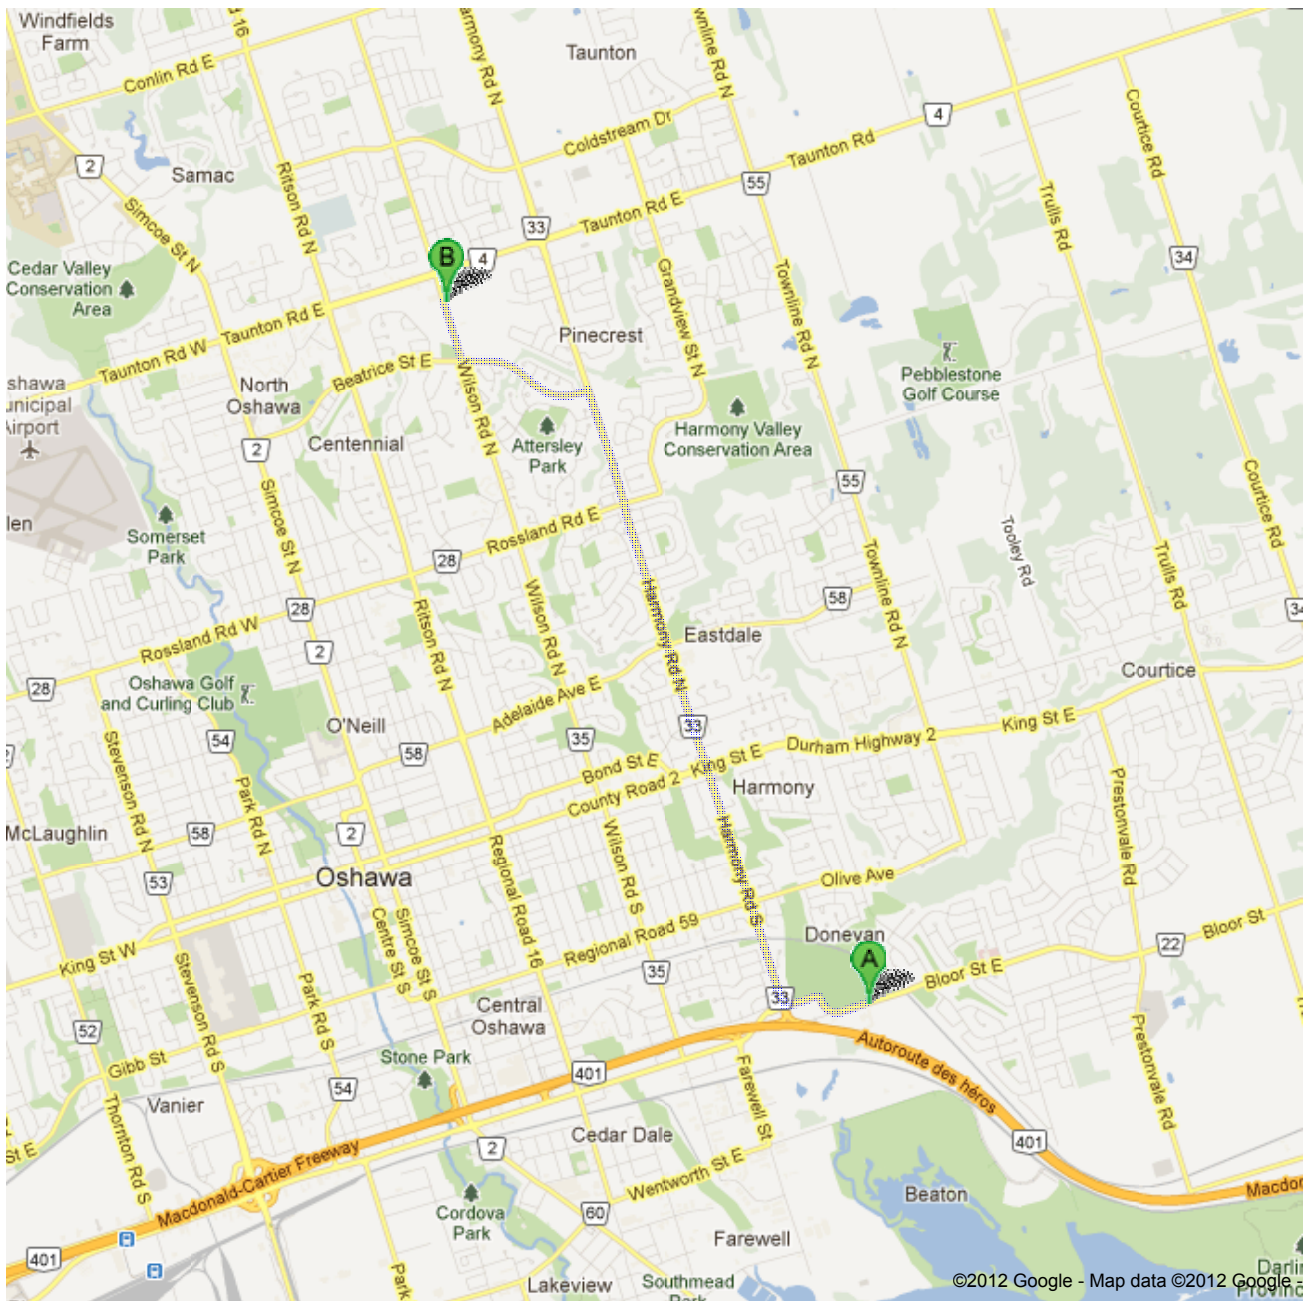 Windfields
Farm
Conlin Rd E
Taunton
Coldstream Dr
4
Taunton Rd
Courtice Rd
2
Samac
Ritson Rd N
55
Trulls Rd
Simcoe St N
33
Taunton Rd E
34
Cedar Valley
Conservation
Area
B
4
Grandview St N
Townline Rd N
Taunton Rd E
Pinecrest
Taunton Rd W
Beatrice St E
Wilson Rd N
Pebblestone
Golf Course
North
Oshawa
Airport
Centennial
2
Attersley
Park
Harmony Valley
Conservation Area
55
Courtice Rd
Simcoe St N
Somerset
Park
Rossland Rd E
Tooley Rd
28
Townline Rd N
Trulls Rd
Wilson Rd N
Harmony Rd N
58
28
Ritson Rd N
Rossland Rd W
2
Eastdale
28
Oshawa Golf
and Curling Club
Adelaide Ave E
Courtice
O'Neill
54
58
35
33
King St E
Durham Highway 2
King St E
Bond St E
County Road 2
Harmony
Stevenson Rd N
Park Rd N
Prestonvale Rd
McLaughlin
58
2
Regional Road 16
Wilson Rd S
Harmony Rd S
Oshawa
53
Olive Ave
Centre St S
Simcoe St S
Regional Road 59
Donevan
A
22
Bloor St
King St W
Stevenson Rd S
Park Rd S
35
Bloor St E
33
Central
Oshawa
52
Gibb St
Stone Park
401
Autoroute des héros
Farewell St
Prestonvale Rd
54
Vanier
Thornton Rd S
Cedar Dale
401
Macdonald-Cartier Freeway
2
Wentworth St E
Beaton
Cordova
Park
60
Farewell
401
Lakeview
Southmead
©2012 Google - Map data ©2012 Google -